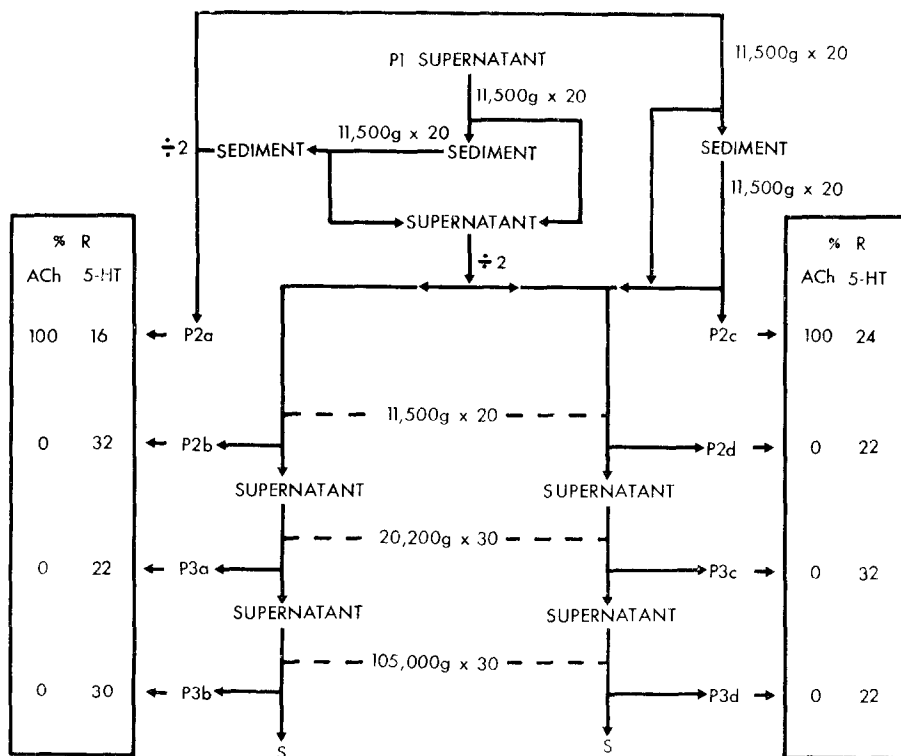 11,500g x 20
P1 SUPERNATANT
11,500g x 20
11,500g x 20
÷2 SEDIMENT SEDIMENT SEDIMENT
11,500g x 20
SUPERNATANT
÷2
% R % R
ACh 5-HT ACh 5-HT
100 16 P2a P2c 100 24
11,500g x 20
0 32 P2b P2d 0 22
SUPERNATANT SUPERNATANT
20,200g x 30
0 22 P3a P3c 0 32
SUPERNATANT SUPERNATANT
105,000g x 30
0 30 P3b P3d 0 22
S S